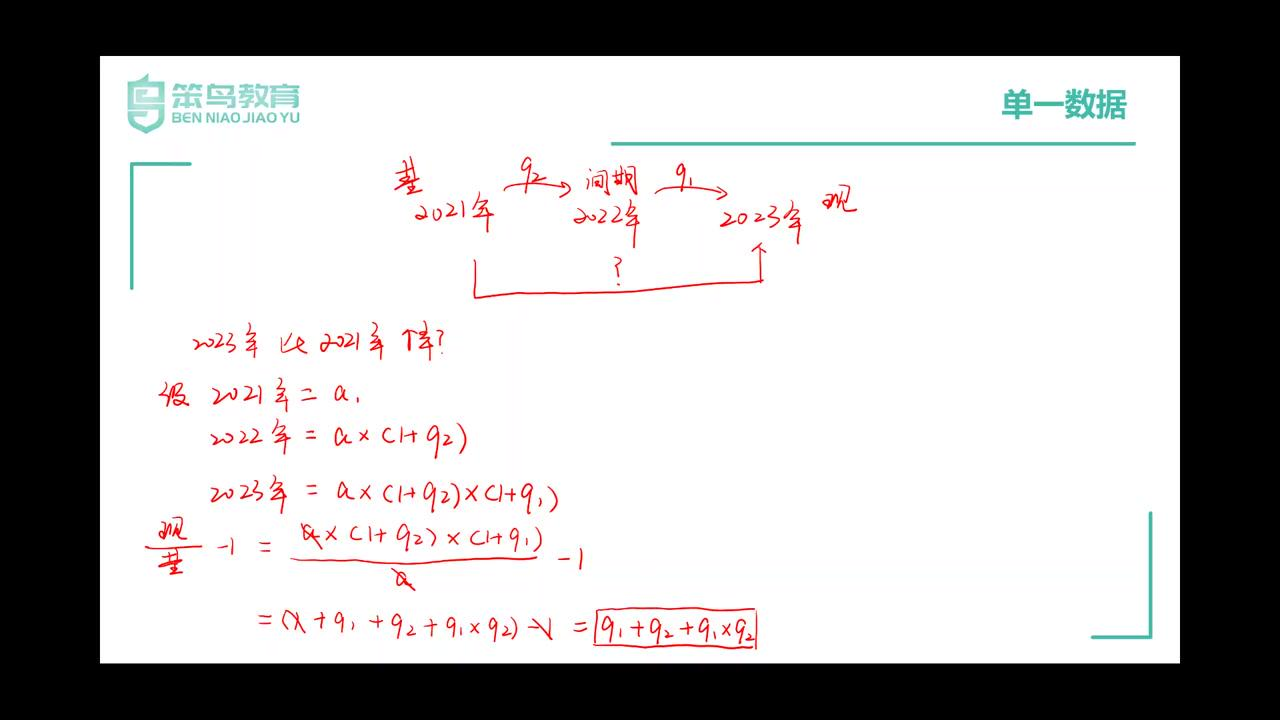 笨鸟教育
BEN NIAO JIAO YU
单一数据
基 q₂ 间期 q₁ 现
2021年 2022年 2023年
?
2023年 比 2021年 ↑率?
设 2021年 = a.
2022年 = a×(1+q₂)
2023年 = a×(1+q₂)×(1+q₁)
现/基 -1 = a×(1+q₂)×(1+q₁)/a -1
=(1+q₁+q₂+q₁×q₂)-1 = q₁+q₂+q₁×q₂